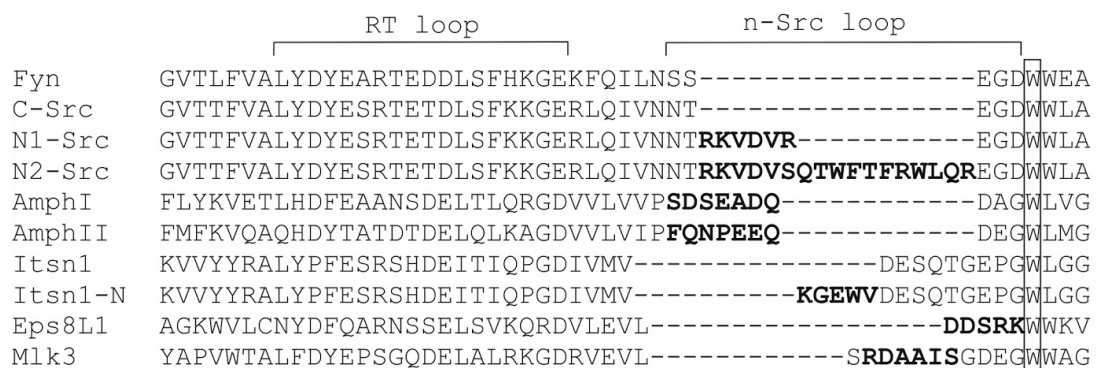 RT loop n-Src loop
Fyn GVTLFVALYDYEARTEDDLSFHKGEKFQILNSS-----------------EGDWWEA
C-Src GVTTFVALYDYESRTETDLSFKKGERLQIVNNT-----------------EGDWWLA
N1-Src GVTTFVALYDYESRTETDLSFKKGERLQIVNNTRKVDVR-----------EGDWWLA
N2-Src GVTTFVALYDYESRTETDLSFKKGERLQIVNNTRKVDVSQTWFTFRWLQREGDWWLA
AmphI FLYKVETLHDFEAANSDELTLQRGDVVLVVPSDSEADQ------------DAGWLVG
AmphII FMFKVQAQHDYTATDTDELQLKAGDVVLVIPFQNPEEQ------------DEGWLMG
Itsn1 KVVYYRALYPFESRSHDEITIQPGDIVMV---------------DESQTGEPGWLGG
Itsn1-N KVVYYRALYPFESRSHDEITIQPGDIVMV----------KGEWVDESQTGEPGWLGG
Eps8L1 AGKWVLCNYDFQARNSSELSVKQRDVLEVL------------------DDSRKWWKV
Mlk3 YAPVWTALFDYEPSGQDELALRKGDRVEVL------------SRDAAISGDEGWWAG